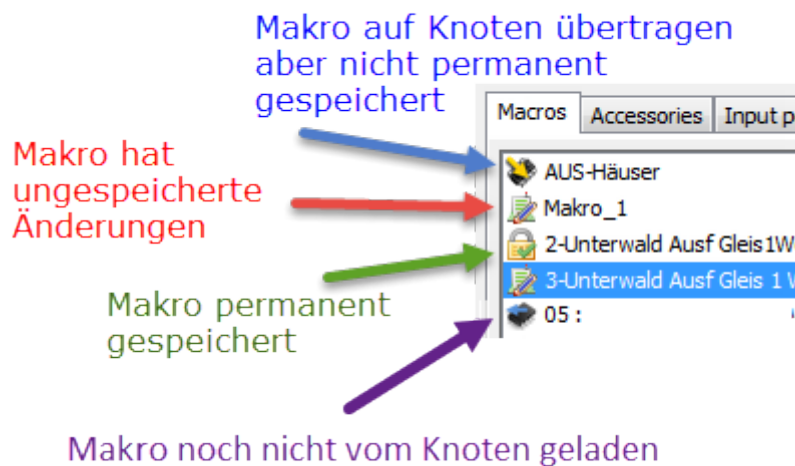 Makro auf Knoten übertragen
aber nicht permanent
gespeichert
Macros Accessories Input p
Makro hat
ungespeicherte
Änderungen
AUS-Häuser
Makro_1
2-Unterwald Ausf Gleis1W
3-Unterwald Ausf Gleis 1 W
05 :
Makro permanent
gespeichert
Makro noch nicht vom Knoten geladen